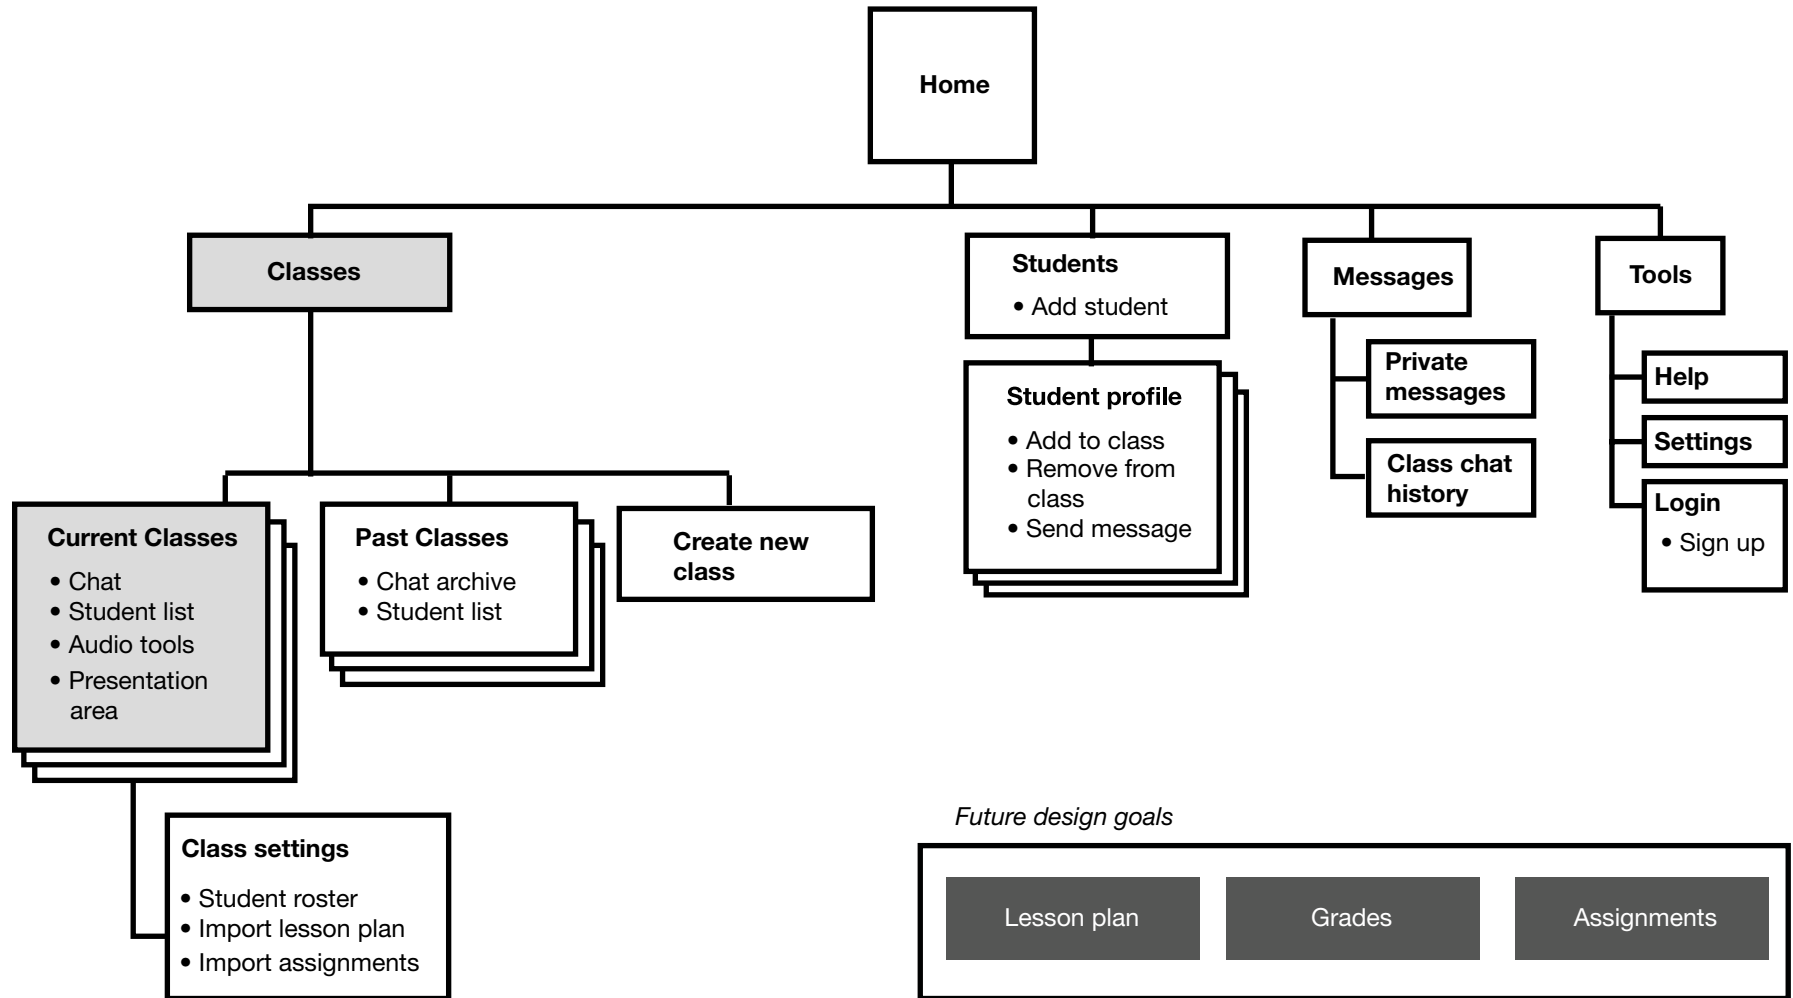 Home
Classes
Students
• Add student
Messages
Tools
Student profile
• Add to class
• Remove from
class
• Send message
Private
messages
Class chat
history
Help
Settings
Login
• Sign up
Current Classes
• Chat
• Student list
• Audio tools
• Presentation
area
Past Classes
• Chat archive
• Student list
Create new
class
Class settings
• Student roster
• Import lesson plan
• Import assignments
Future design goals
Lesson plan
Grades
Assignments